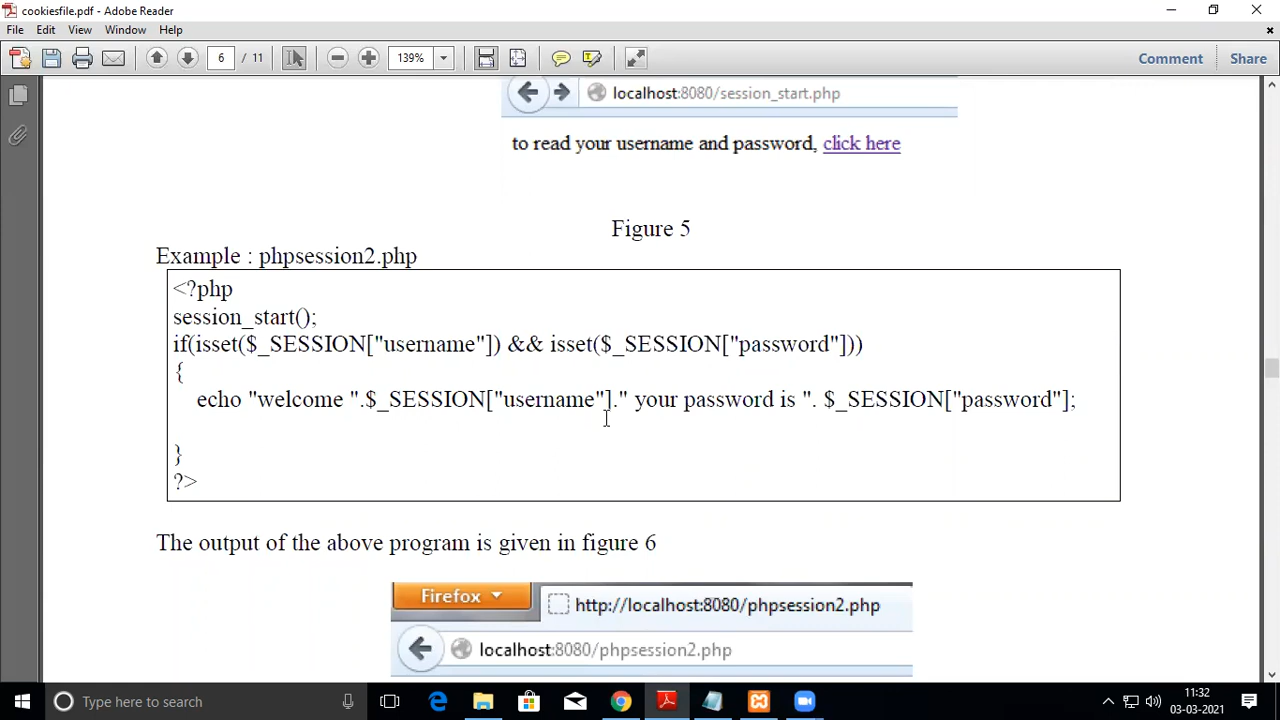 cookiesfile.pdf - Adobe Reader
File Edit View Window Help
6 / 11 139% Comment Share
localhost:8080/session_start.php
to read your username and password, click here
Figure 5
Example : phpsession2.php
<?php
session_start();
if(isset($_SESSION["username"]) && isset($_SESSION["password"]))
{
echo "welcome ".$_SESSION["username"]." your password is ". $_SESSION["password"];
}
?>
The output of the above program is given in figure 6
Firefox http://localhost:8080/phpsession2.php
localhost:8080/phpsession2.php
Type here to search
11:32
03-03-2021